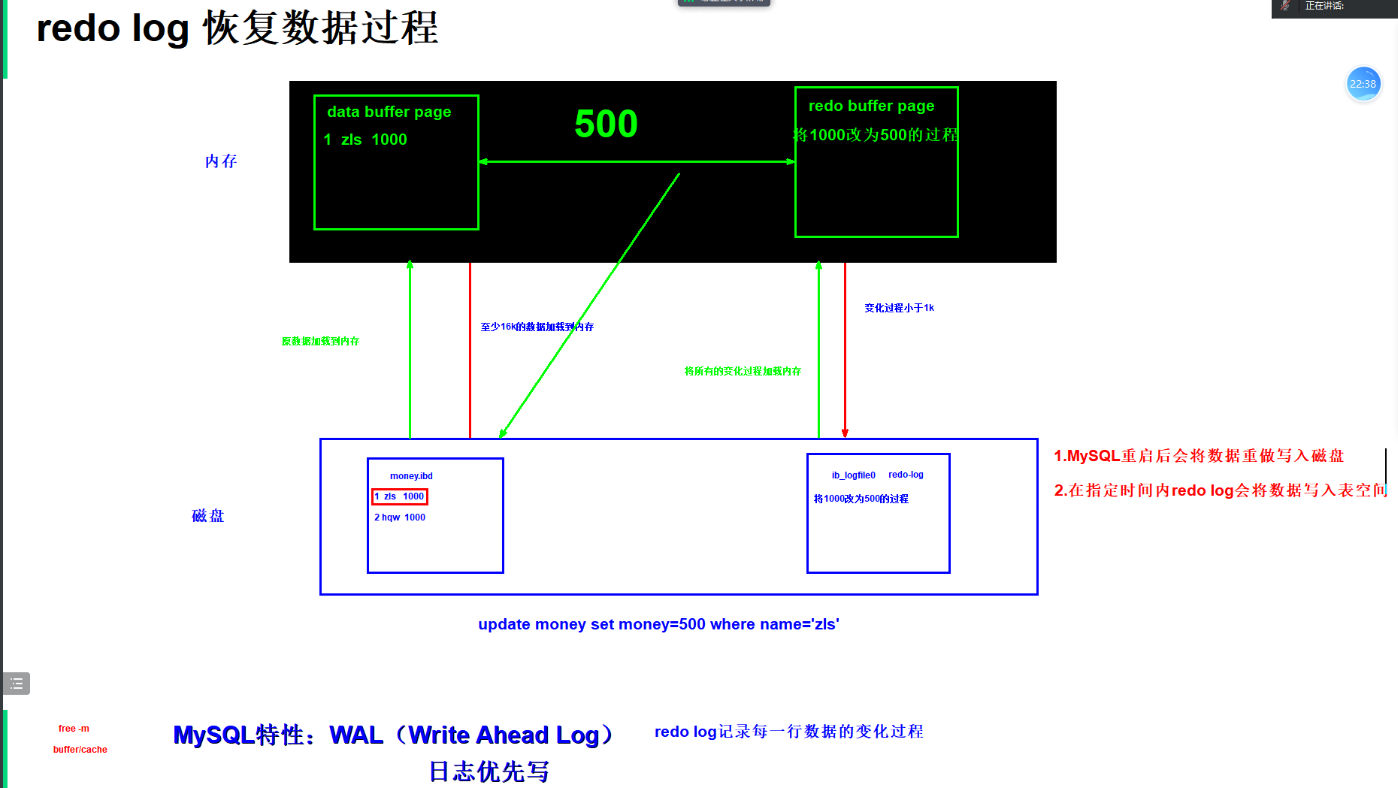 正在讲话:
redo log 恢复数据过程
22:38
data buffer page
1 zls 1000
500
redo buffer page
将1000改为500的过程
内存
原数据加载到内存
至少16k的数据加载到内存
将所有的变化过程加载内存
变化过程小于1k
磁盘
money.ibd
1 zls 1000
2 hqw 1000
ib_logfile0 redo-log
将1000改为500的过程
1.MySQL重启后会将数据重做写入磁盘
2.在指定时间内redo log会将数据写入表空间
update money set money=500 where name='zls'
free -m
buffer/cache
MySQL特性：WAL（Write Ahead Log）
日志优先写
redo log记录每一行数据的变化过程